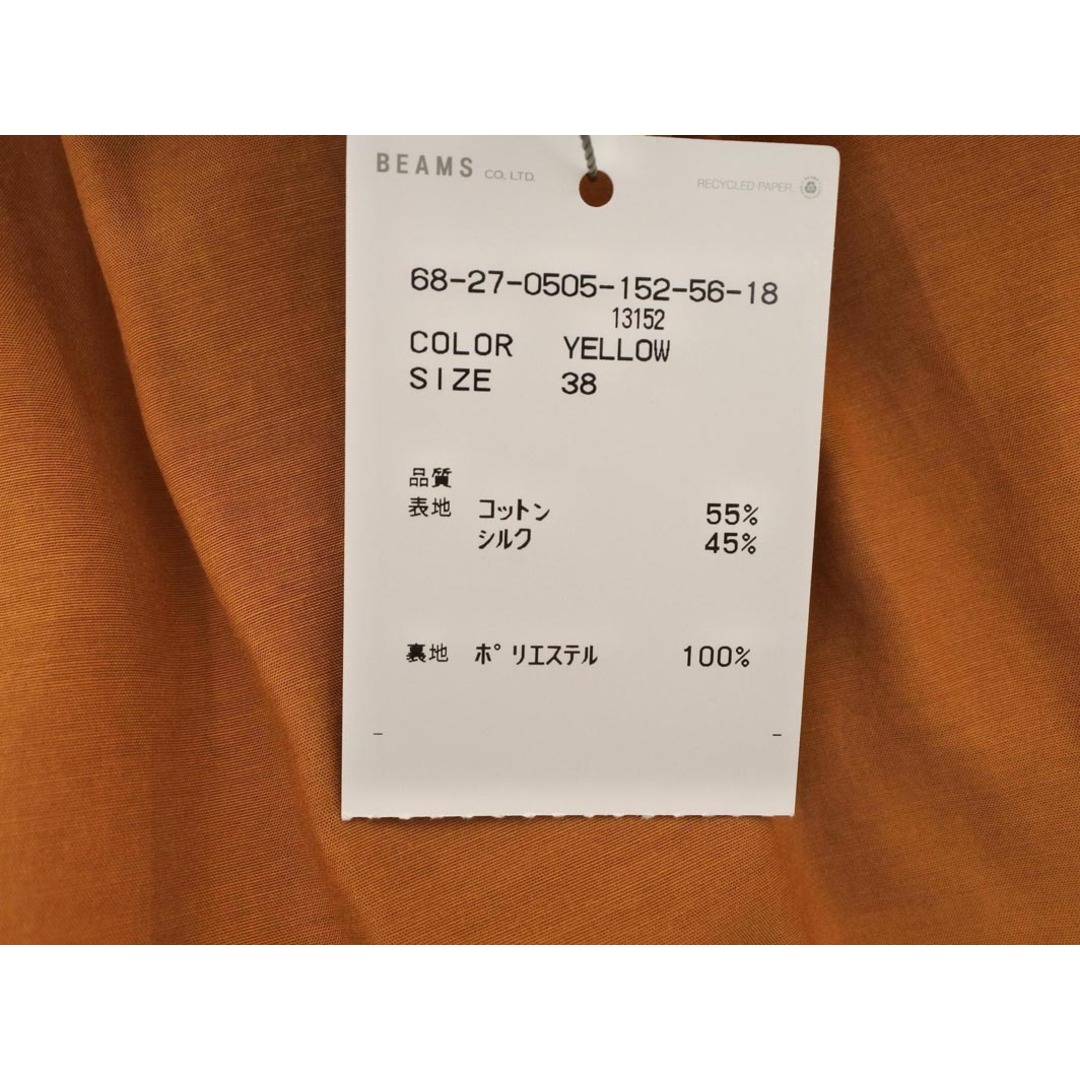 BEAMS CO., LTD.
RECYCLED PAPER.
68-27-0505-152-56-18
13152
COLOR YELLOW
SIZE 38
品質
表地 コットン 55%
シルク 45%
裏地 ポリエステル 100%